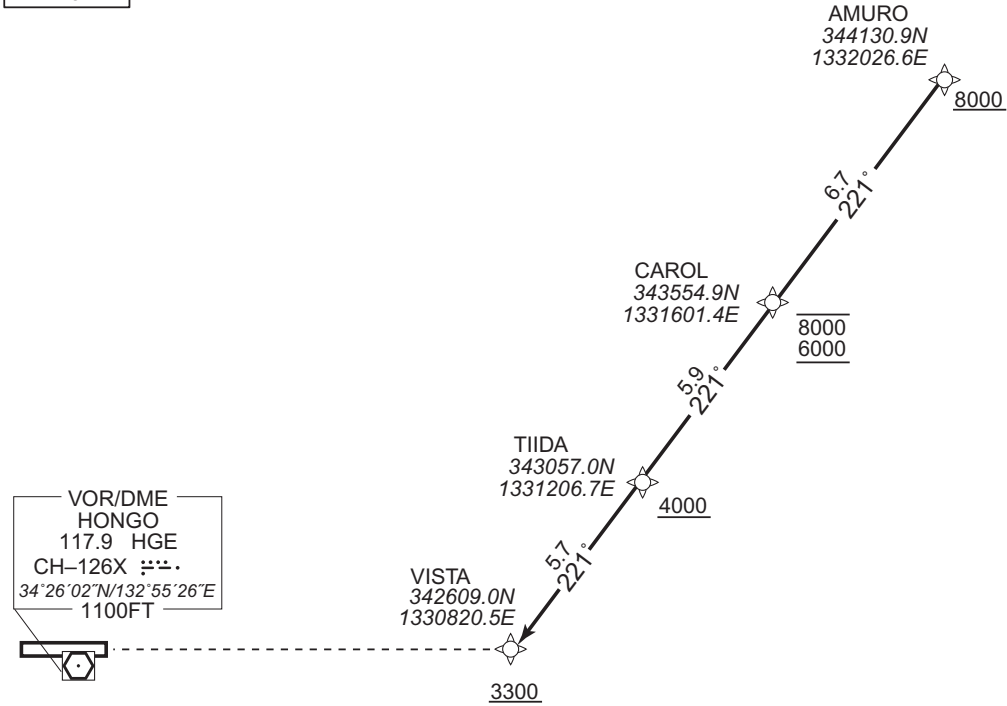 AMURO
344130.9N
1332026.6E
8000
6.7
221°
CAROL
343554.9N
1331601.4E
8000
6000
5.9
221°
TIIDA
343057.0N
1331206.7E
4000
5.7
221°
VISTA
342609.0N
1330820.5E
3300
VOR/DME
HONGO
117.9 HGE
CH–126X
34°26′02″N/132°55′26″E
1100FT